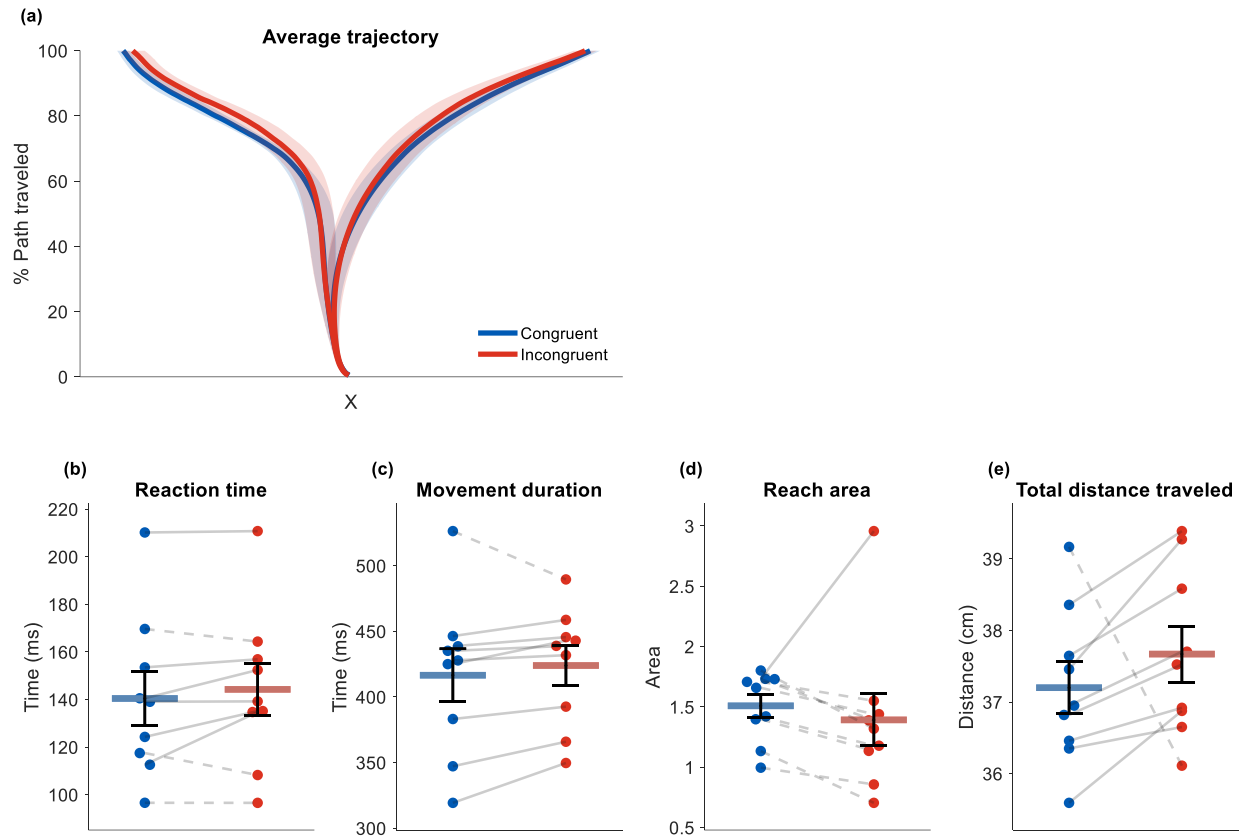 (a)
Average trajectory
100
80
60
40
20
0
% Path traveled
X
Congruent
Incongruent
(b)
Reaction time
220
200
180
160
140
120
100
Time (ms)
(c)
Movement duration
500
450
400
350
300
Time (ms)
(d)
Reach area
3
2.5
2
1.5
1
0.5
Area
(e)
Total distance traveled
39
38
37
36
Distance (cm)